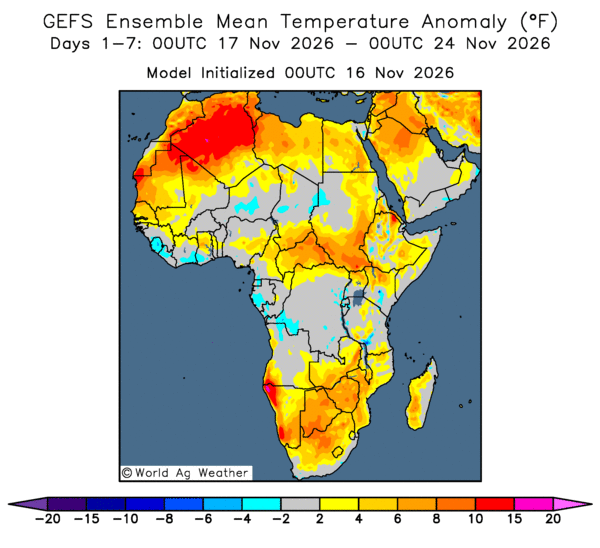 GEFS Ensemble Mean Temperature Anomaly (°F)
Days 1-7: 00UTC 17 Nov 2026 - 00UTC 24 Nov 2026
Model Initialized 00UTC 16 Nov 2026
© World Ag Weather
-20 -15 -10 -8 -6 -4 -2 2 4 6 8 10 15 20